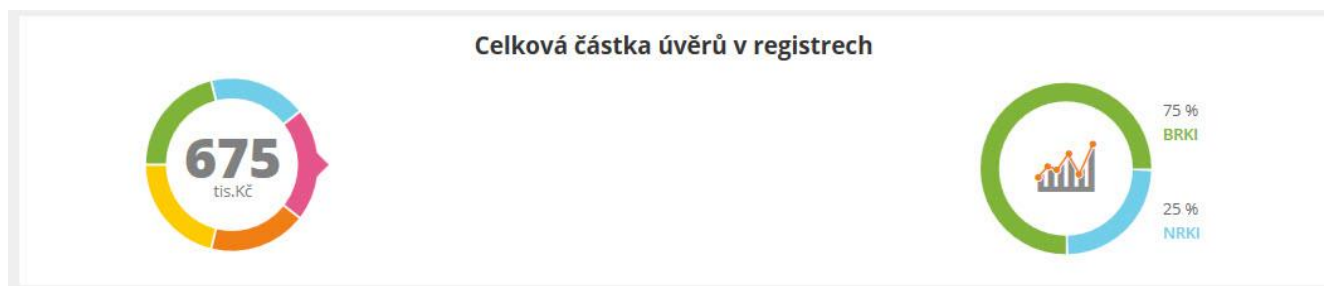 Celková částka úvěrů v registrech
675
tis.Kč
75 %
BRKI
25 %
NRKI